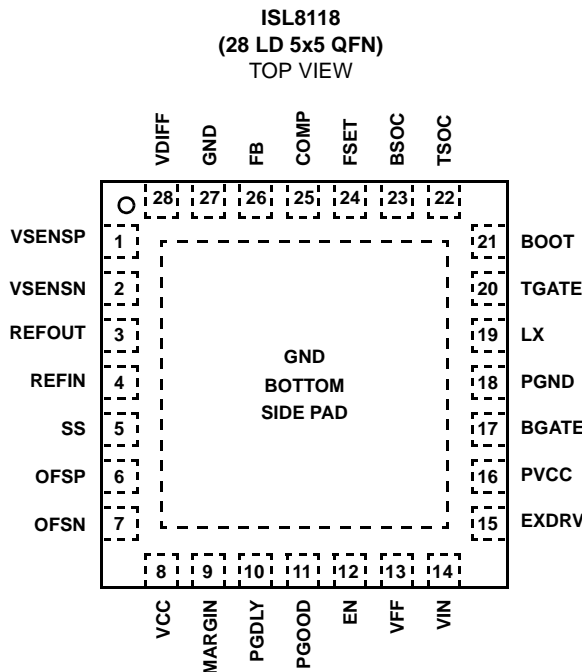 ISL8118
(28 LD 5x5 QFN)
TOP VIEW
VDIFF
GND
FB
COMP
FSET
BSOC
TSOC
28
27
26
25
24
23
22
VSENSP 1
VSENSN 2
REFOUT 3
REFIN 4
SS 5
OFSP 6
OFSN 7
GND
BOTTOM
SIDE PAD
21 BOOT
20 TGATE
19 LX
18 PGND
17 BGATE
16 PVCC
15 EXDRV
8
9
10
11
12
13
14
VCC
MARGIN
PGDLY
PGOOD
EN
VFF
VIN